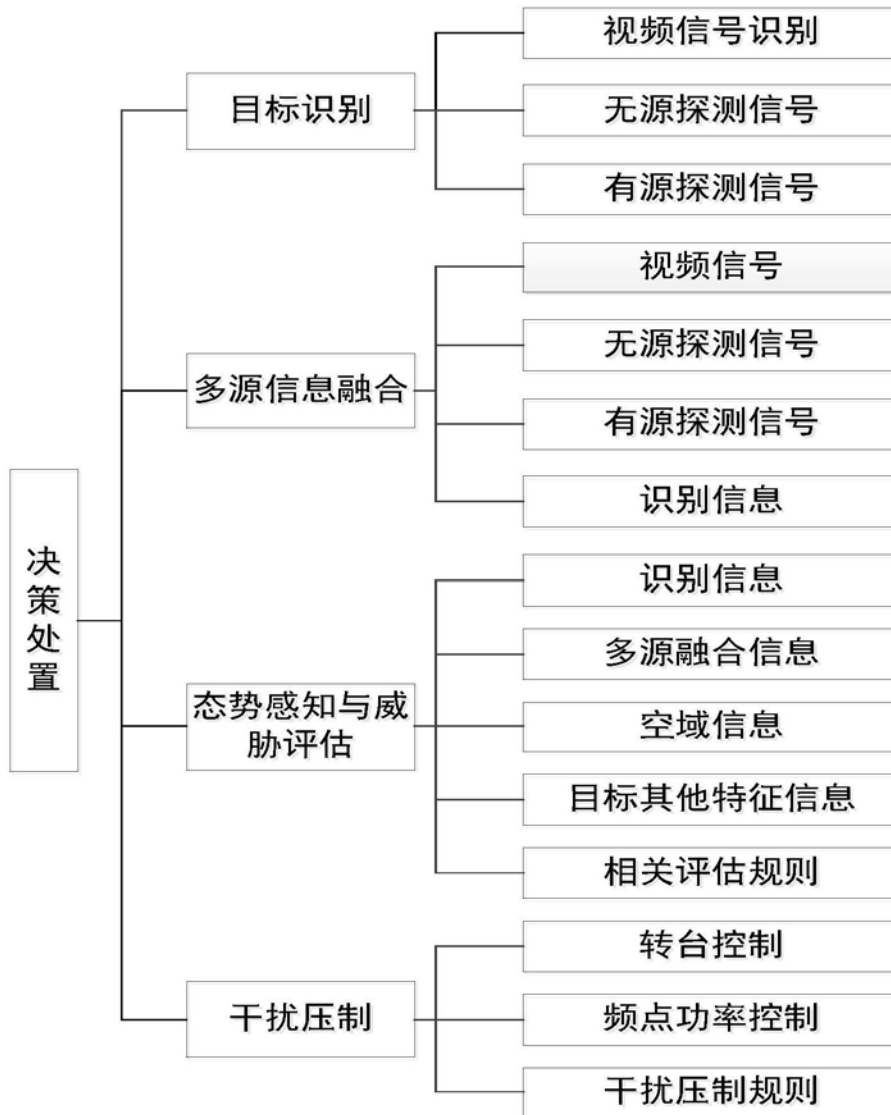 决策处置
目标识别
视频信号识别
无源探测信号
有源探测信号
多源信息融合
视频信号
无源探测信号
有源探测信号
识别信息
态势感知与威
胁评估
识别信息
多源融合信息
空域信息
目标其他特征信息
相关评估规则
干扰压制
转台控制
频点功率控制
干扰压制规则